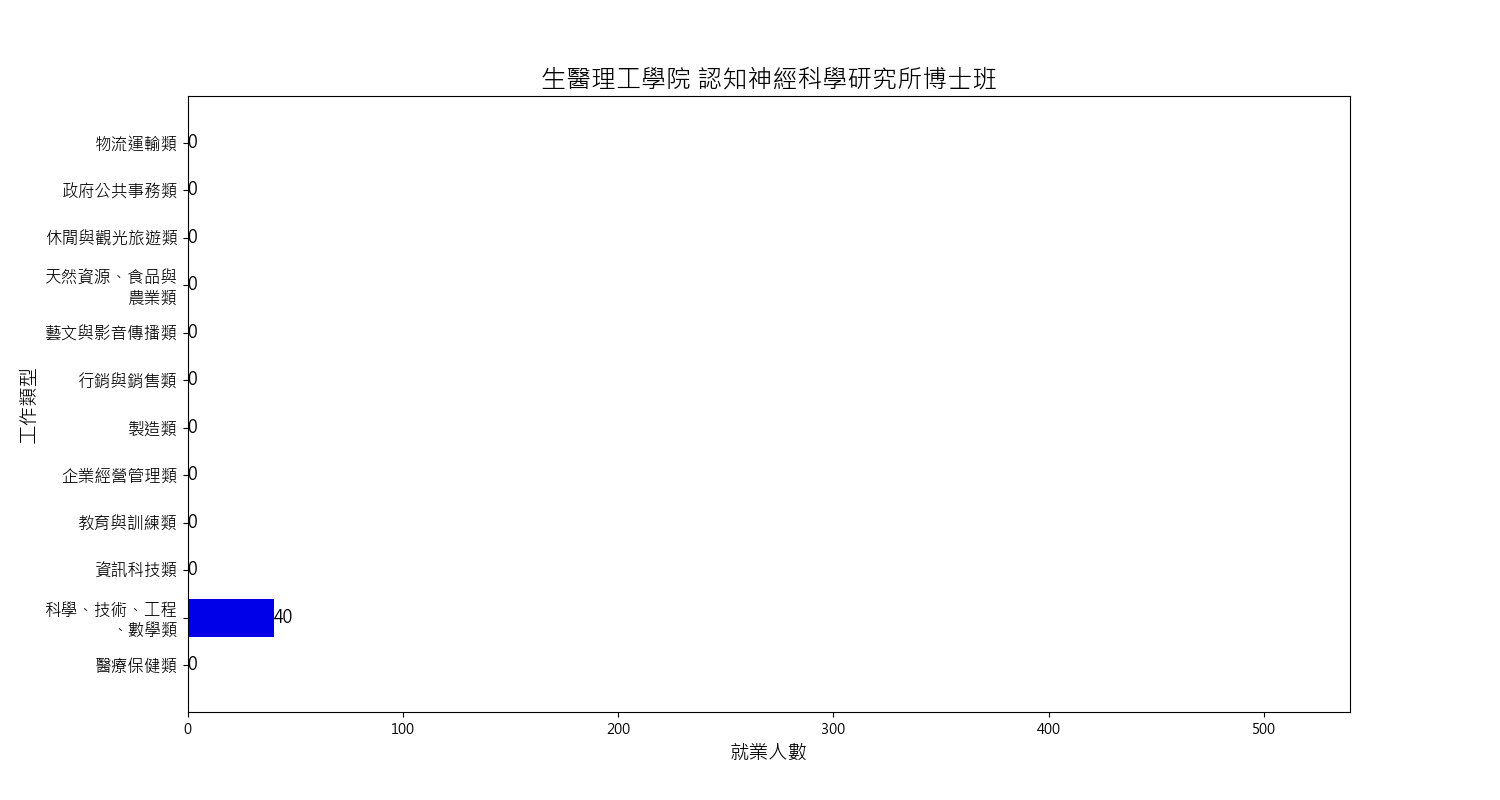 生醫理工學院 認知神經科學研究所博士班
物流運輸類 0
政府公共事務類 0
休閒與觀光旅遊類 0
天然資源、食品與
農業類 0
藝文與影音傳播類 0
行銷與銷售類 0
製造類 0
企業經營管理類 0
教育與訓練類 0
資訊科技類 0
科學、技術、工程
、數學類 40
醫療保健類 0
工作類型
0 100 200 300 400 500
就業人數